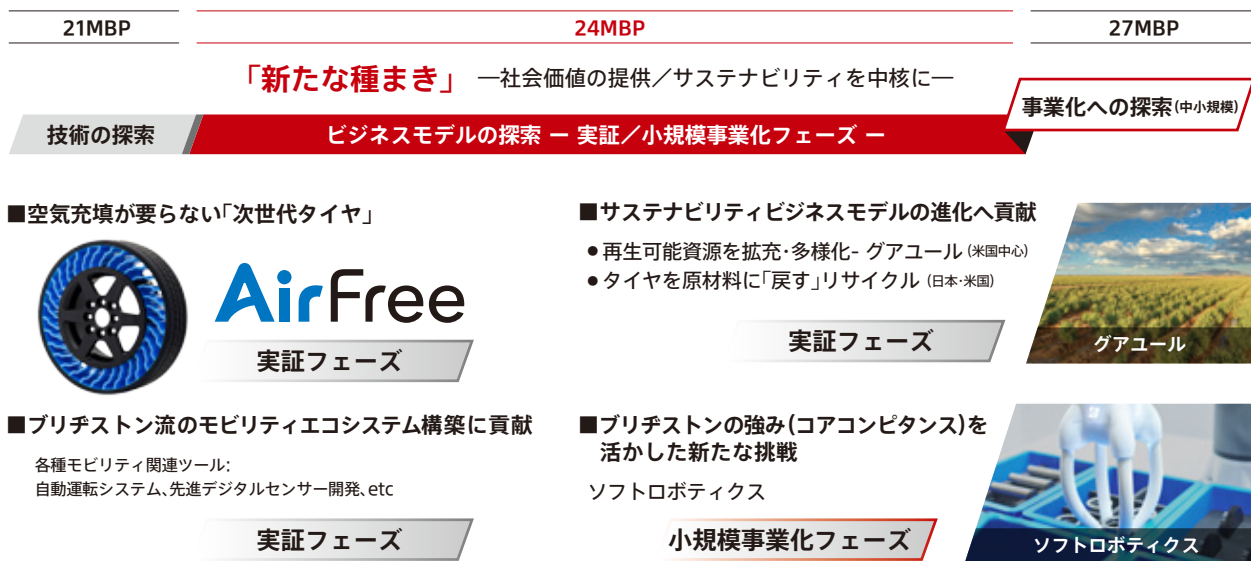 21MBP
24MBP
27MBP
「新たな種まき」 ―社会価値の提供／サステナビリティを中核に―
技術の探索
ビジネスモデルの探索 ー 実証／小規模事業化フェーズ ー
事業化への探索(中小規模)
■空気充填が要らない「次世代タイヤ」
AirFree
実証フェーズ
■サステナビリティビジネスモデルの進化へ貢献
●再生可能資源を拡充・多様化- グアユール (米国中心)
●タイヤを原材料に「戻す」リサイクル (日本・米国)
実証フェーズ
グアユール
■ブリヂストン流のモビリティエコシステム構築に貢献
各種モビリティ関連ツール:
自動運転システム、先進デジタルセンサー開発、etc
実証フェーズ
■ブリヂストンの強み(コアコンピタンス)を
活かした新たな挑戦
ソフトロボティクス
小規模事業化フェーズ
ソフトロボティクス